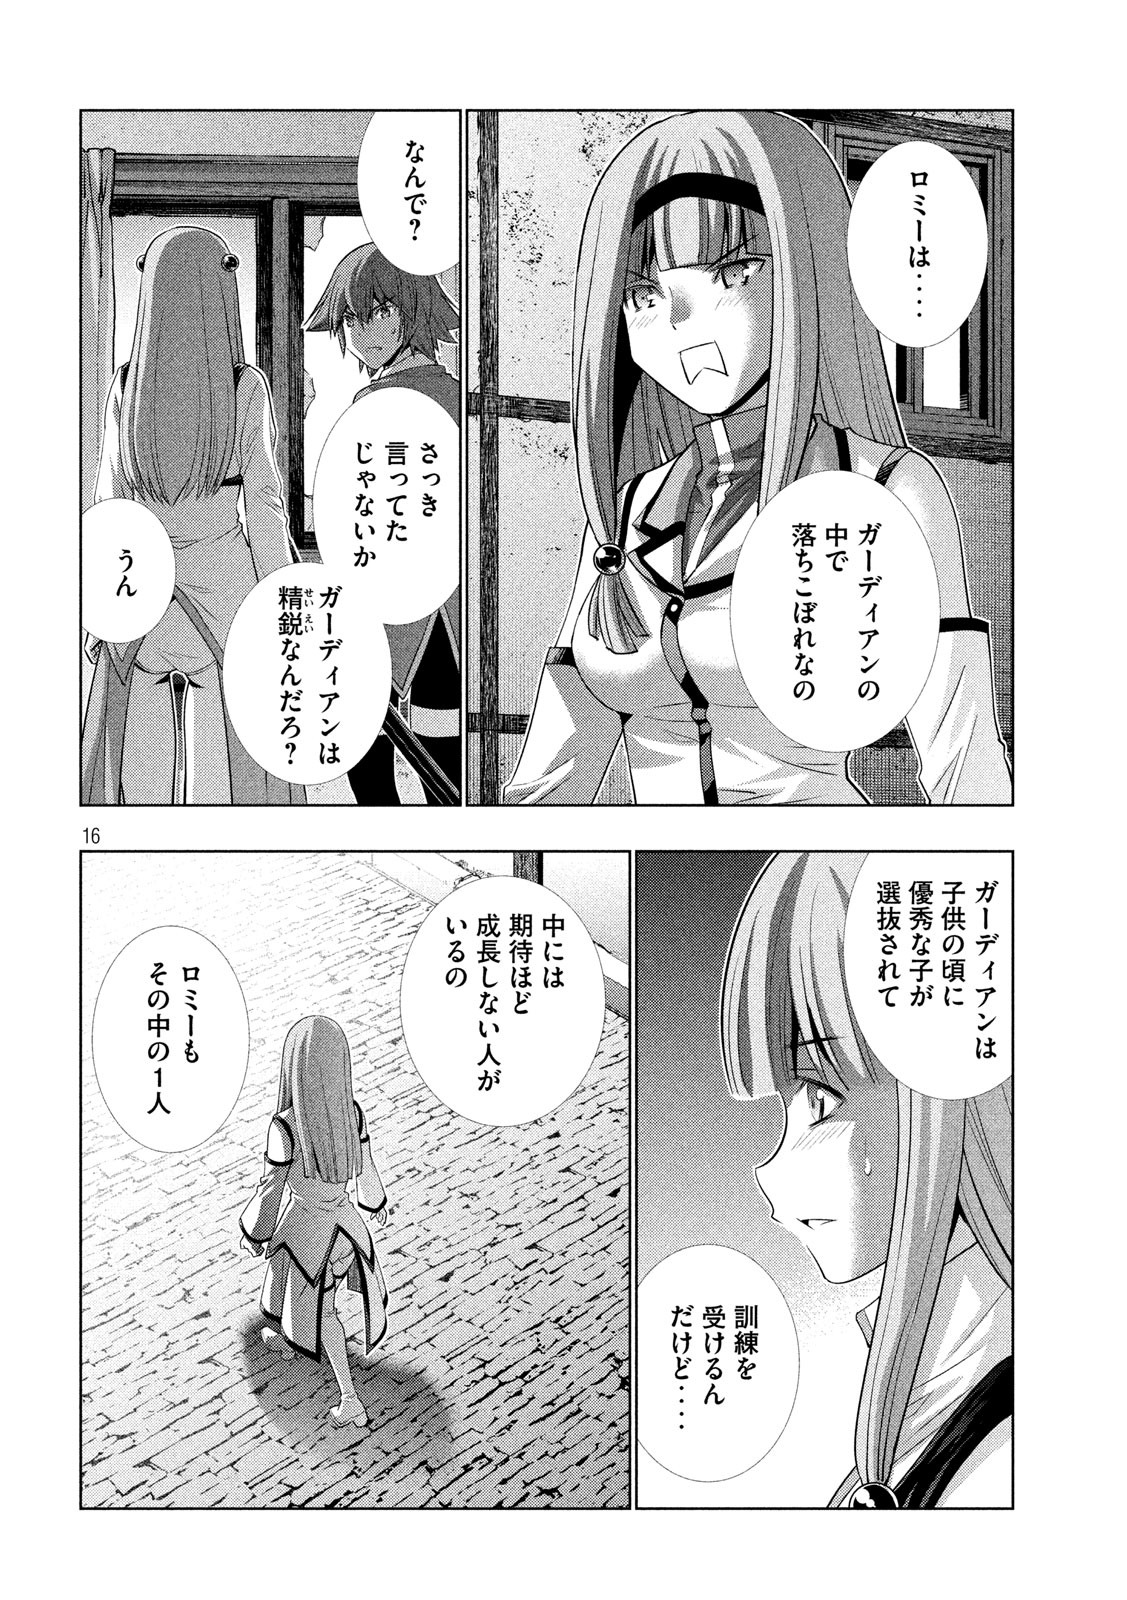 ロミーは‥‥
ガーディアンの
中で
落ちこぼれなの
なんで？
さっき
言ってた
じゃないか
ガーディアンは
精鋭なんだろ？
せいえい
うん
16
ガーディアンは
子供の頃に
優秀な子が
選抜されて
訓練を
受けるん
だけど‥‥
中には
期待ほど
成長しない人が
いるの
ロミーも
その中の1人